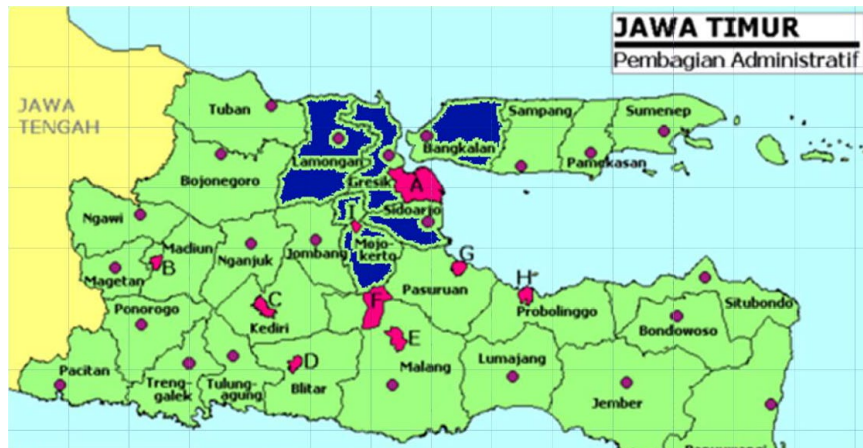 JAWA TIMUR
Pembagian Administratif
JAWA
TENGAH
Tuban
Lamongan
Bangkalan
Sampang
Sumenep
Pamekasan
Bojonegoro
Gresik
A
Ngawi
I
Sidoarjo
Madiun
B
Magetan
Nganjuk
Jombang
Mojo-
kerto
G
Pasuruan
H
Probolinggo
Situbondo
Ponorogo
C
Kediri
F
Bondowoso
E
Pacitan
Treng-
galek
Tulung-
agung
D
Blitar
Malang
Lumajang
Jember